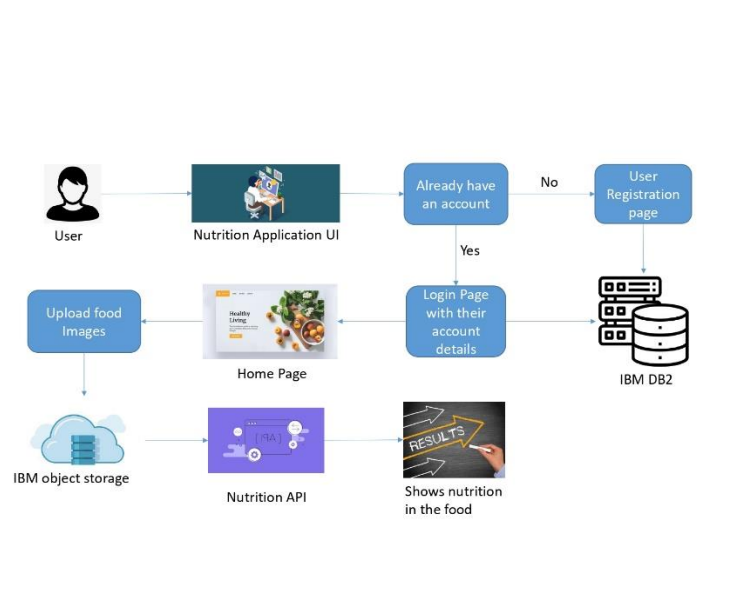 User
Nutrition Application UI
Already have
an account
No
User
Registration
page
Yes
Upload food
Images
Healthy
Living
Home Page
Login Page
with their
account
details
IBM DB2
IBM object storage
[API]
Nutrition API
RESULTS
Shows nutrition
in the food